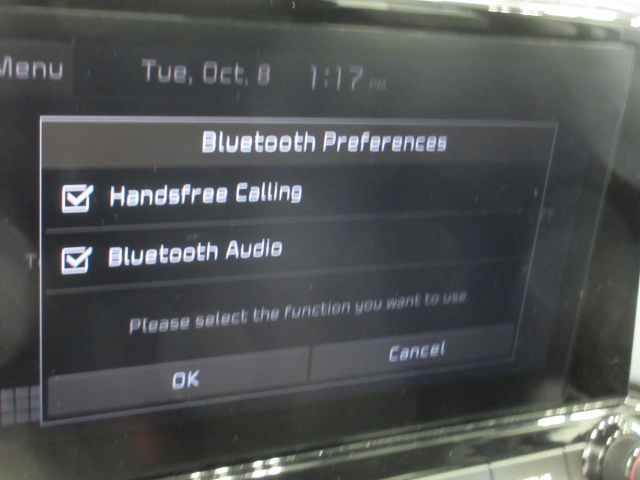 Menu
Tue, Oct. 8 1:17 PM
Bluetooth Preferences
Handsfree Calling
Bluetooth Audio
Please select the function you want to use
OK
Cancel